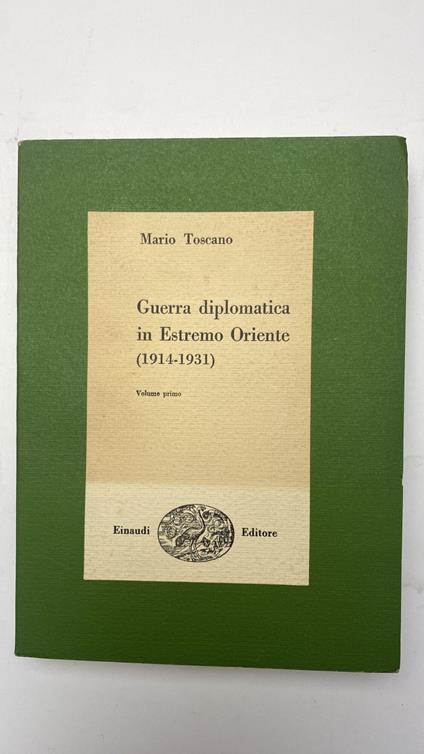 Mario Toscano
Guerra diplomatica
in Estremo Oriente
(1914-1931)
Volume primo
Einaudi Editore